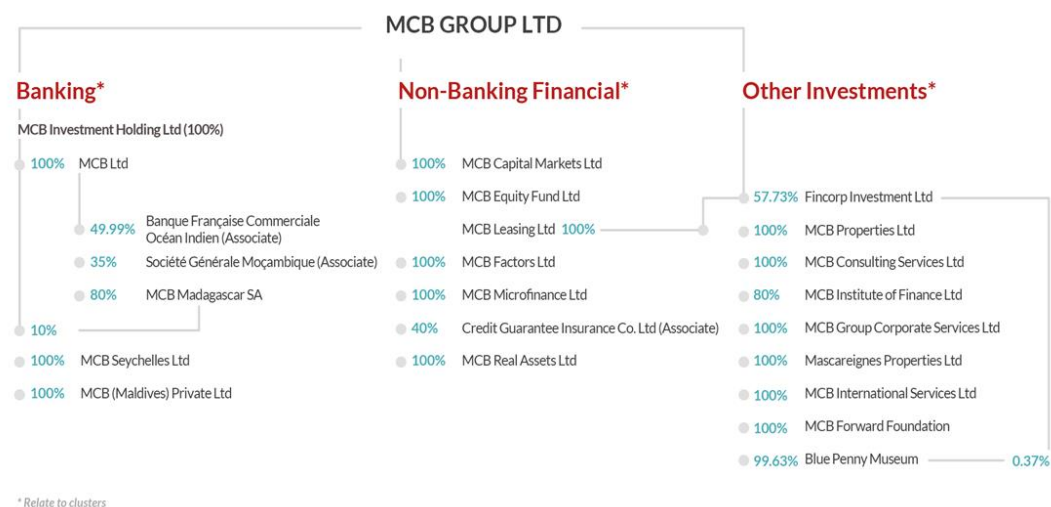 MCB GROUP LTD
Banking*
MCB Investment Holding Ltd (100%)
100% MCB Ltd
49.99% Banque Française Commerciale
Océan Indien (Associate)
35% Société Générale Moçambique (Associate)
80% MCB Madagascar SA
10%
100% MCB Seychelles Ltd
100% MCB (Maldives) Private Ltd
Non-Banking Financial*
100% MCB Capital Markets Ltd
100% MCB Equity Fund Ltd
MCB Leasing Ltd 100%
100% MCB Factors Ltd
100% MCB Microfinance Ltd
40% Credit Guarantee Insurance Co. Ltd (Associate)
100% MCB Real Assets Ltd
Other Investments*
57.73% Fincorp Investment Ltd
100% MCB Properties Ltd
100% MCB Consulting Services Ltd
80% MCB Institute of Finance Ltd
100% MCB Group Corporate Services Ltd
100% Mascareignes Properties Ltd
100% MCB International Services Ltd
100% MCB Forward Foundation
99.63% Blue Penny Museum 0.37%
* Relate to clusters